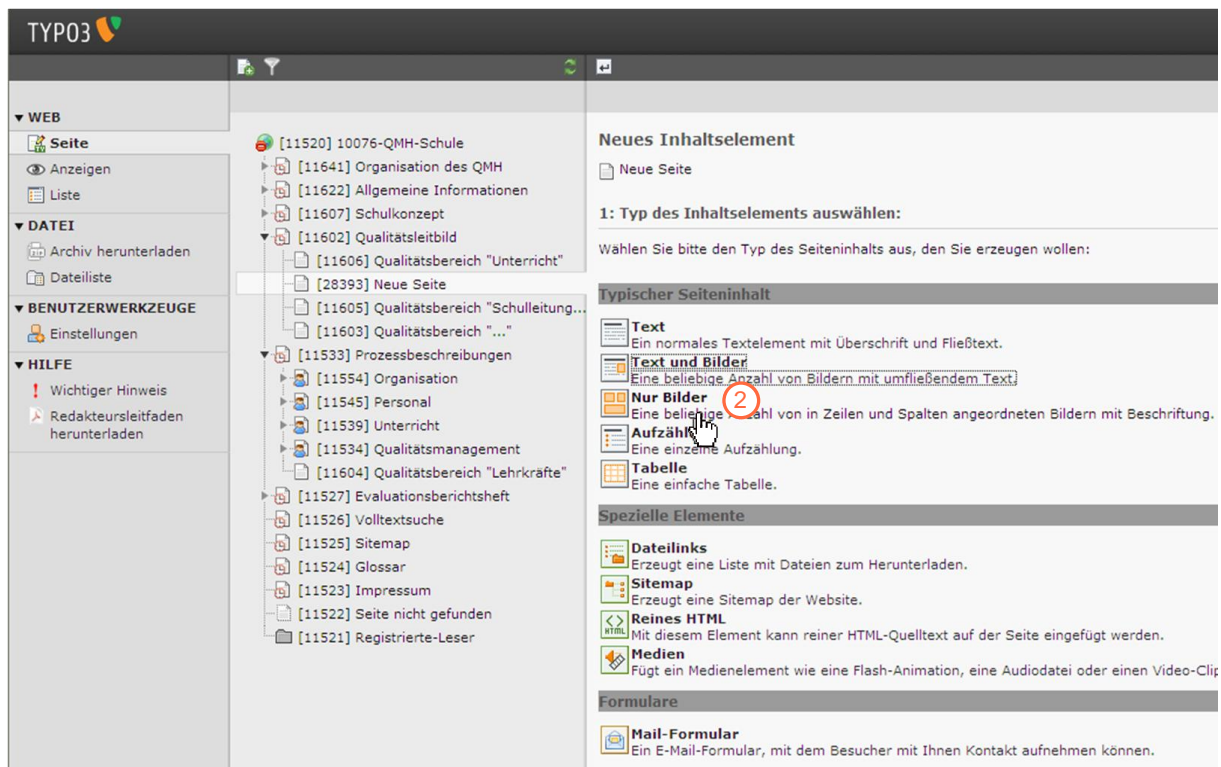 TYPO3
WEB
Seite
Anzeigen
Liste
DATEI
Archiv herunterladen
Dateiliste
BENUTZERWERKZEUGE
Einstellungen
HILFE
Wichtiger Hinweis
Redakteursleitfaden
herunterladen
[11520] 10076-QMH-Schule
[11641] Organisation des QMH
[11622] Allgemeine Informationen
[11607] Schulkonzept
[11602] Qualitätsleitbild
[11606] Qualitätsbereich "Unterricht"
[28393] Neue Seite
[11605] Qualitätsbereich "Schulleitung...
[11603] Qualitätsbereich "..."
[11533] Prozessbeschreibungen
[11554] Organisation
[11545] Personal
[11539] Unterricht
[11534] Qualitätsmanagement
[11604] Qualitätsbereich "Lehrkräfte"
[11527] Evaluationsberichtsheft
[11526] Volltextsuche
[11525] Sitemap
[11524] Glossar
[11523] Impressum
[11522] Seite nicht gefunden
[11521] Registrierte-Leser
Neues Inhaltselement
Neue Seite
1: Typ des Inhaltselements auswählen:
Wählen Sie bitte den Typ des Seiteninhalts aus, den Sie erzeugen wollen:
Typischer Seiteninhalt
Text
Ein normales Textelement mit Überschrift und Fließtext.
Text und Bilder
Eine beliebige Anzahl von Bildern mit umfließendem Text.
Nur Bilder
2
Eine beliebige Anzahl von in Zeilen und Spalten angeordneten Bildern mit Beschriftung.
Aufzähl
Eine einzelne Aufzählung.
Tabelle
Eine einfache Tabelle.
Spezielle Elemente
Dateilinks
Erzeugt eine Liste mit Dateien zum Herunterladen.
Sitemap
Erzeugt eine Sitemap der Website.
Reines HTML
HTML
Mit diesem Element kann reiner HTML-Quelltext auf der Seite eingefügt werden.
Medien
Fügt ein Medienelement wie eine Flash-Animation, eine Audiodatei oder einen Video-Clip
Formulare
Mail-Formular
Ein E-Mail-Formular, mit dem Besucher mit Ihnen Kontakt aufnehmen können.